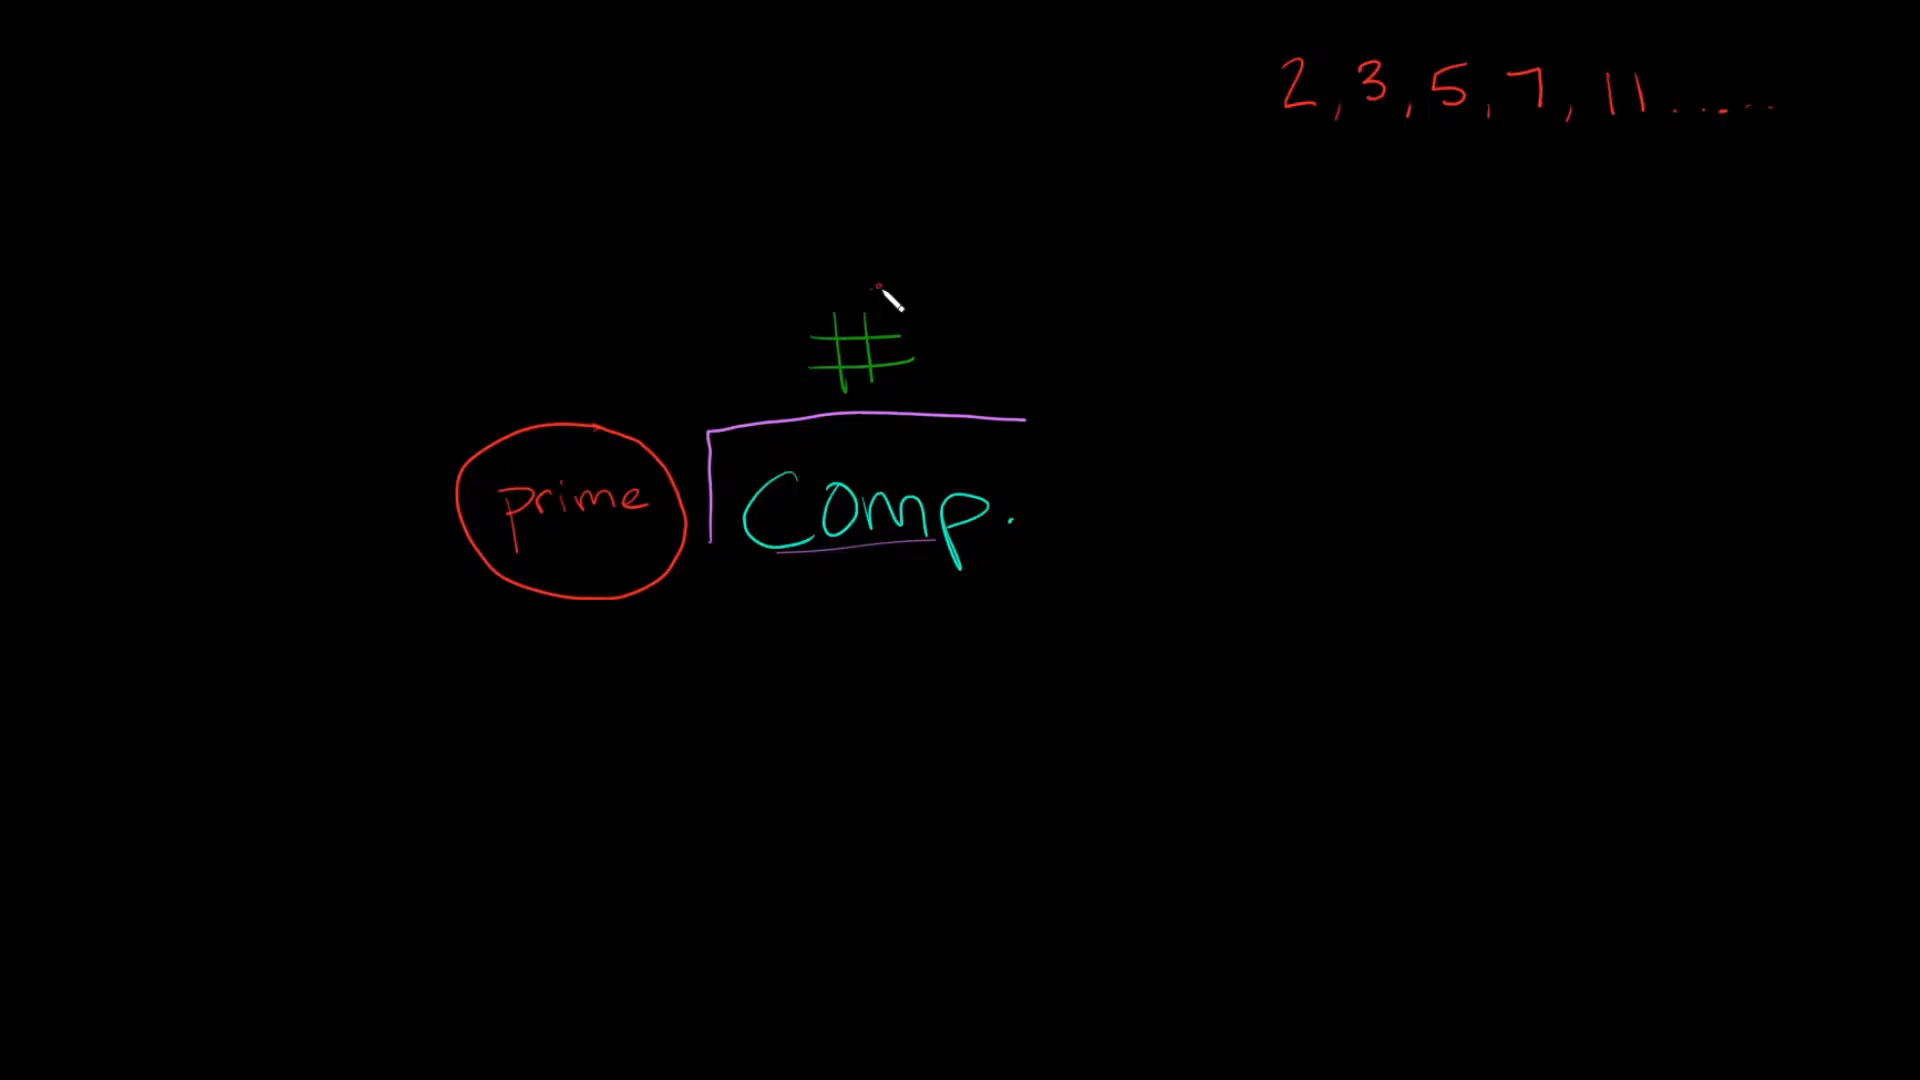 2, 3, 5, 7, 11.....
#
prime
Comp.